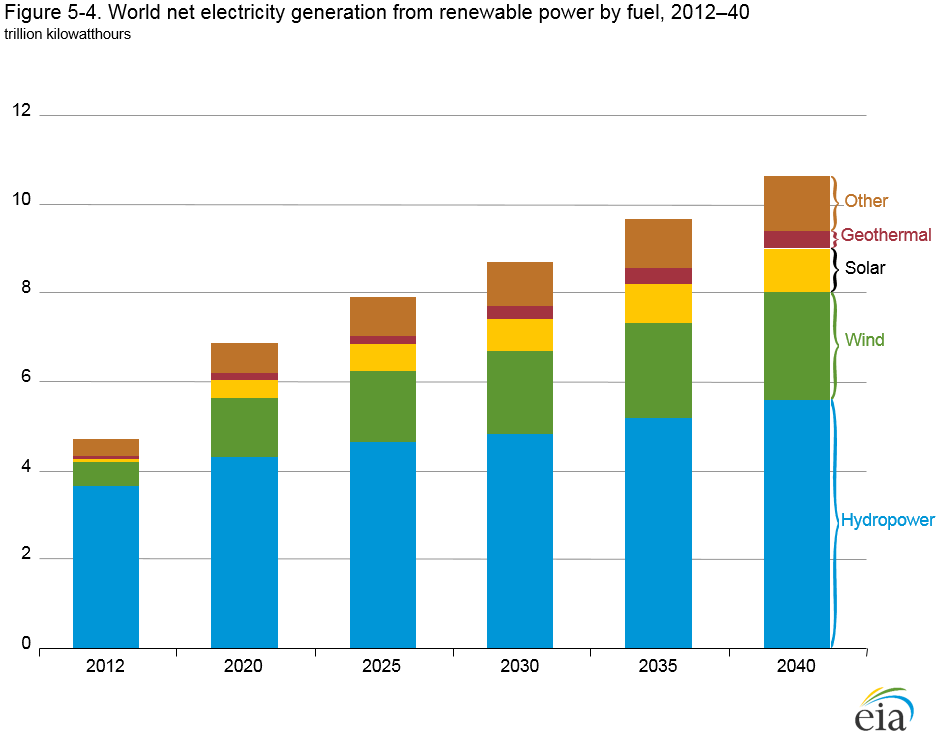 Figure 5-4. World net electricity generation from renewable power by fuel, 2012–40
trillion kilowatthours
12
10
Other
Geothermal
Solar
8
Wind
6
4
Hydropower
2
0
2012 2020 2025 2030 2035 2040
eia